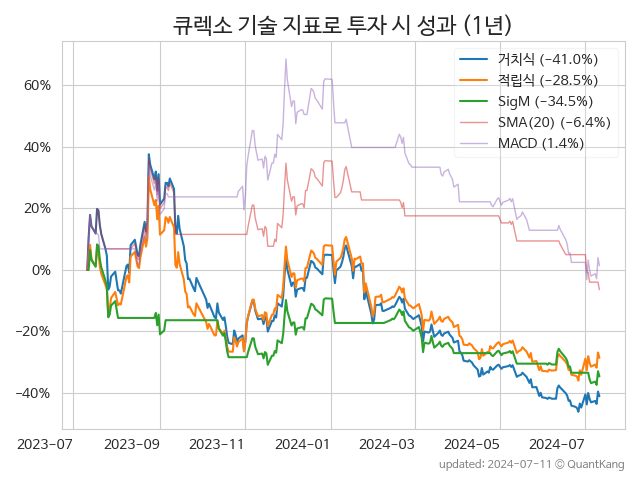 큐렉소 기술 지표로 투자 시 성과 (1년)
거치식 (−41.0%)
적립식 (−28.5%)
SigM (−34.5%)
SMA(20) (−6.4%)
MACD (1.4%)
60%
40%
20%
0%
−20%
−40%
2023-07 2023-09 2023-11 2024-01 2024-03 2024-05 2024-07
updated: 2024-07-11 © QuantKang